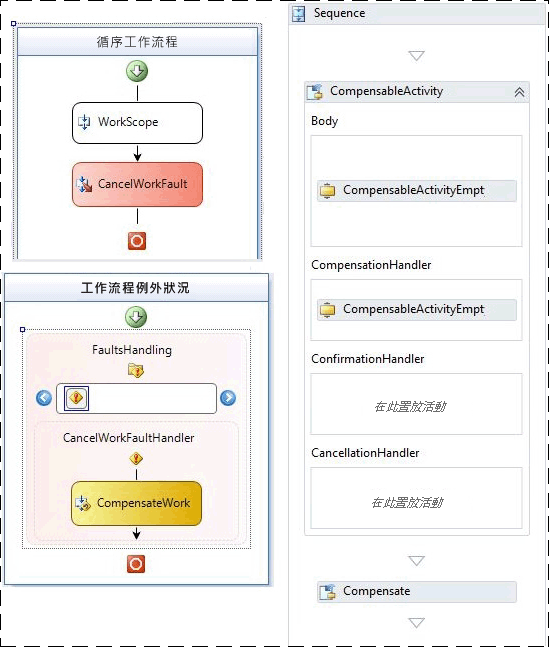 循序工作流程
WorkScope
CancelWorkFault
工作流程例外狀況
FaultsHandling
CancelWorkFaultHandler
CompensateWork
Sequence
CompensableActivity
Body
CompensableActivityEmpt
CompensationHandler
CompensableActivityEmpt
ConfirmationHandler
在此置放活動
CancellationHandler
在此置放活動
Compensate